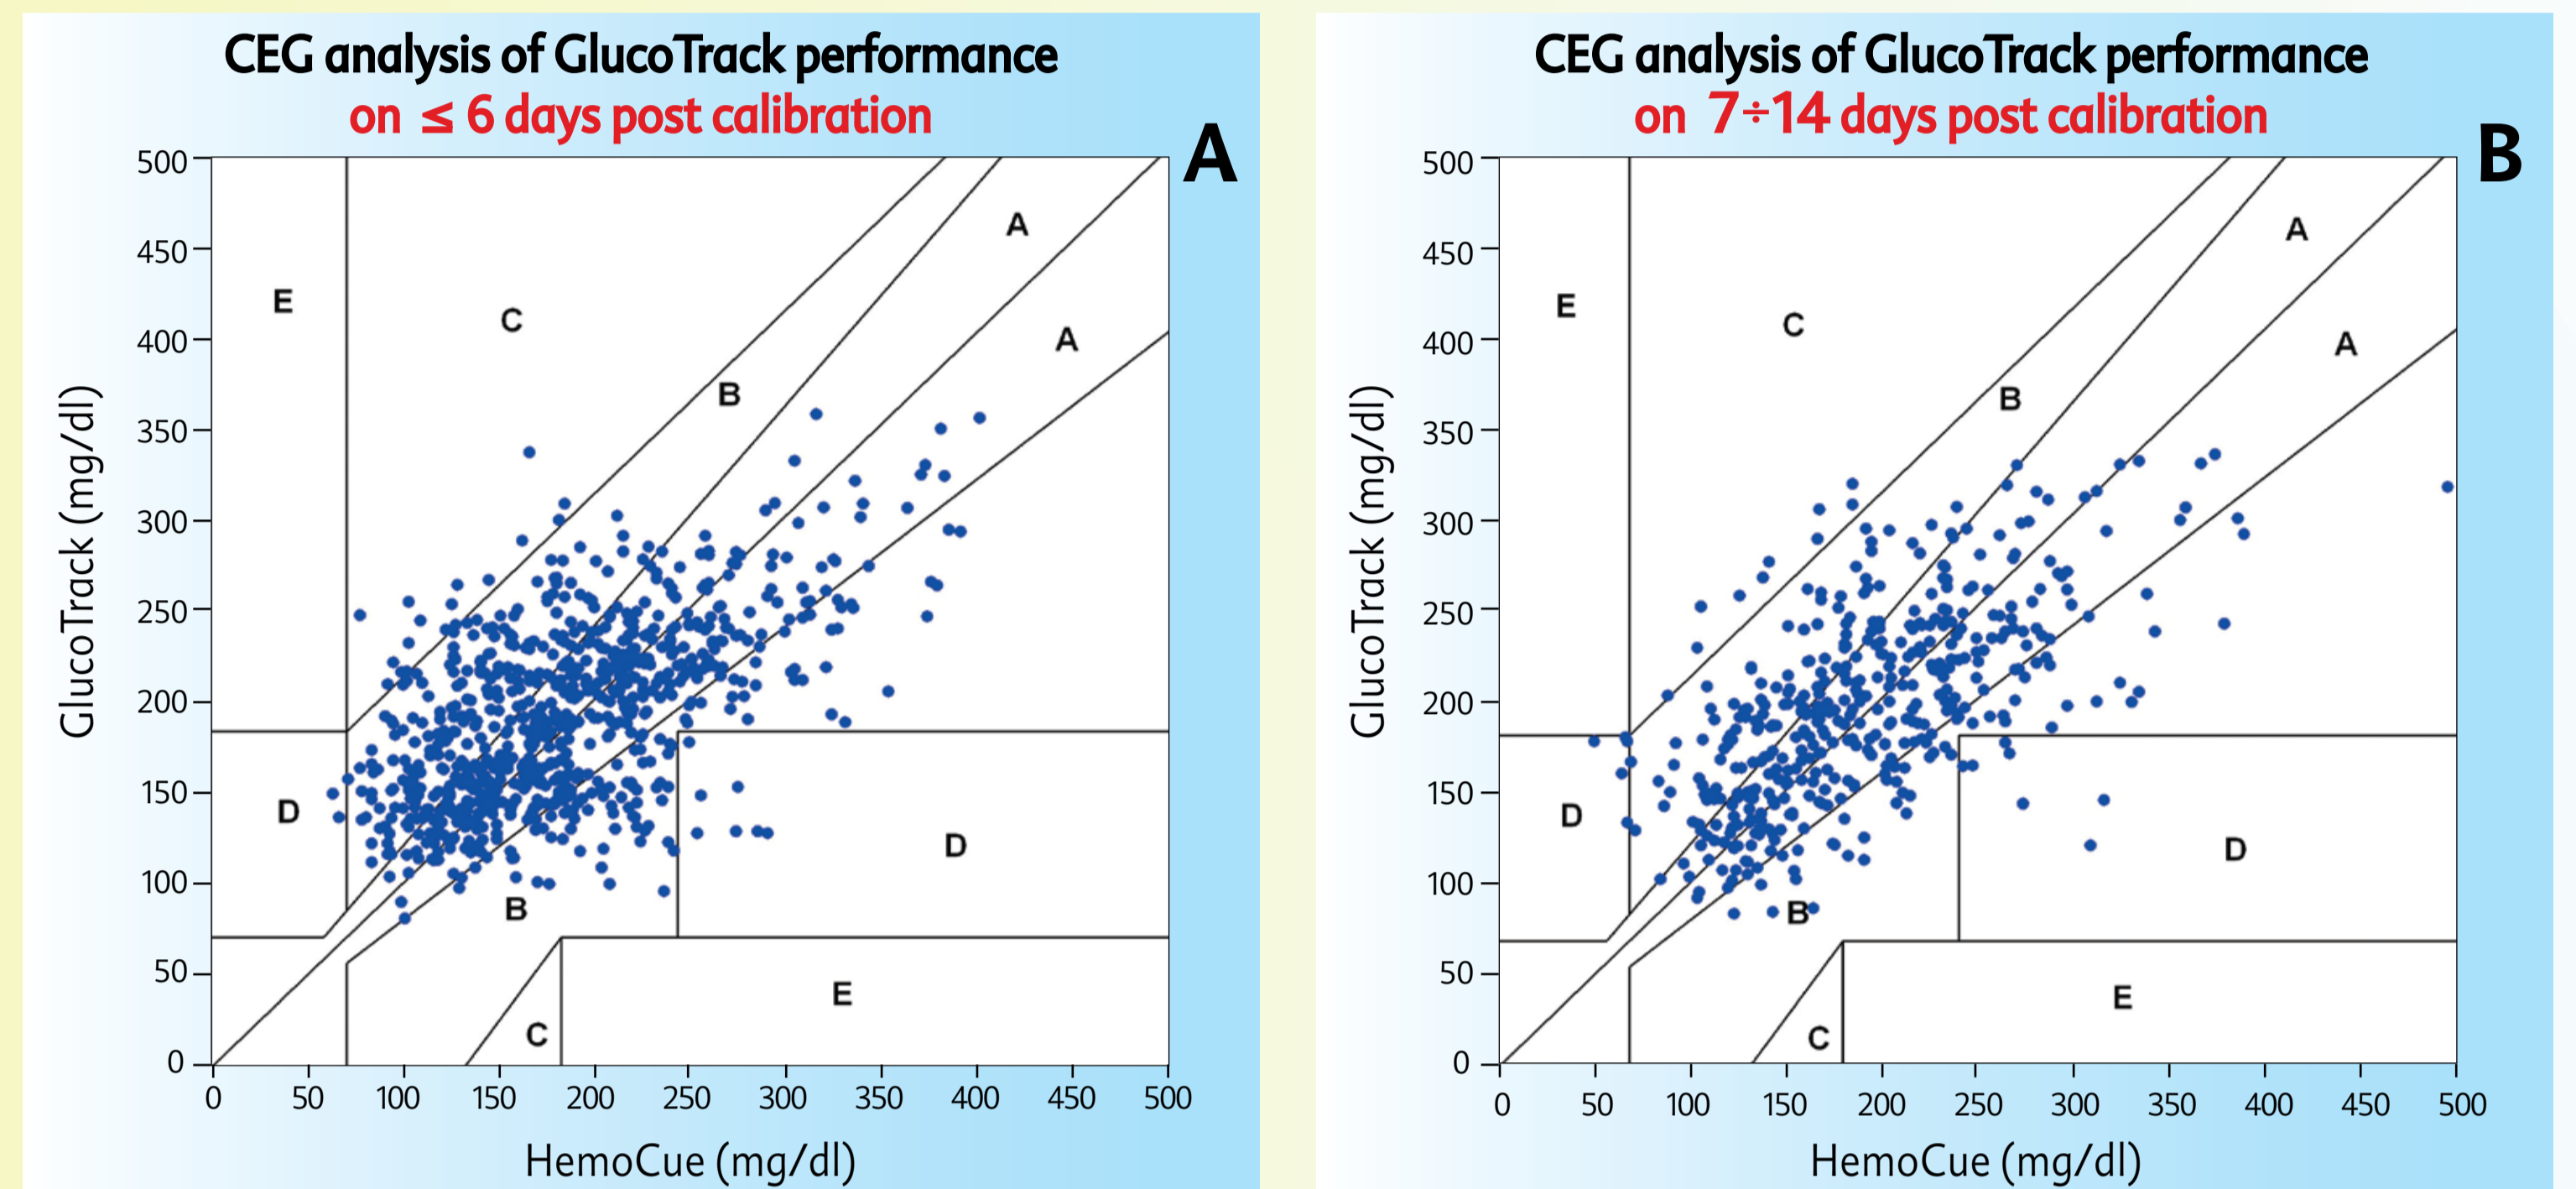 CEG analysis of GlucoTrack performance
on ≤ 6 days post calibration
A
GlucoTrack (mg/dl)
500
450
400
350
300
250
200
150
100
50
0
E
C
B
A
A
D
B
D
C
E
0 50 100 150 200 250 300 350 400 450 500
HemoCue (mg/dl)
CEG analysis of GlucoTrack performance
on 7÷14 days post calibration
B
GlucoTrack (mg/dl)
500
450
400
350
300
250
200
150
100
50
0
E
C
B
A
A
D
B
D
C
E
0 50 100 150 200 250 300 350 400 450 500
HemoCue (mg/dl)